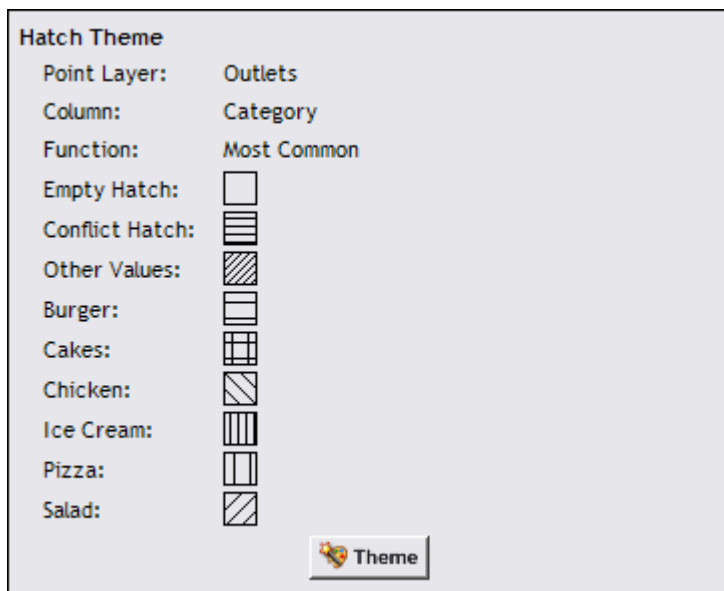 Hatch Theme
Point Layer: Outlets
Column: Category
Function: Most Common
Empty Hatch:
Conflict Hatch:
Other Values:
Burger:
Cakes:
Chicken:
Ice Cream:
Pizza:
Salad:
Theme